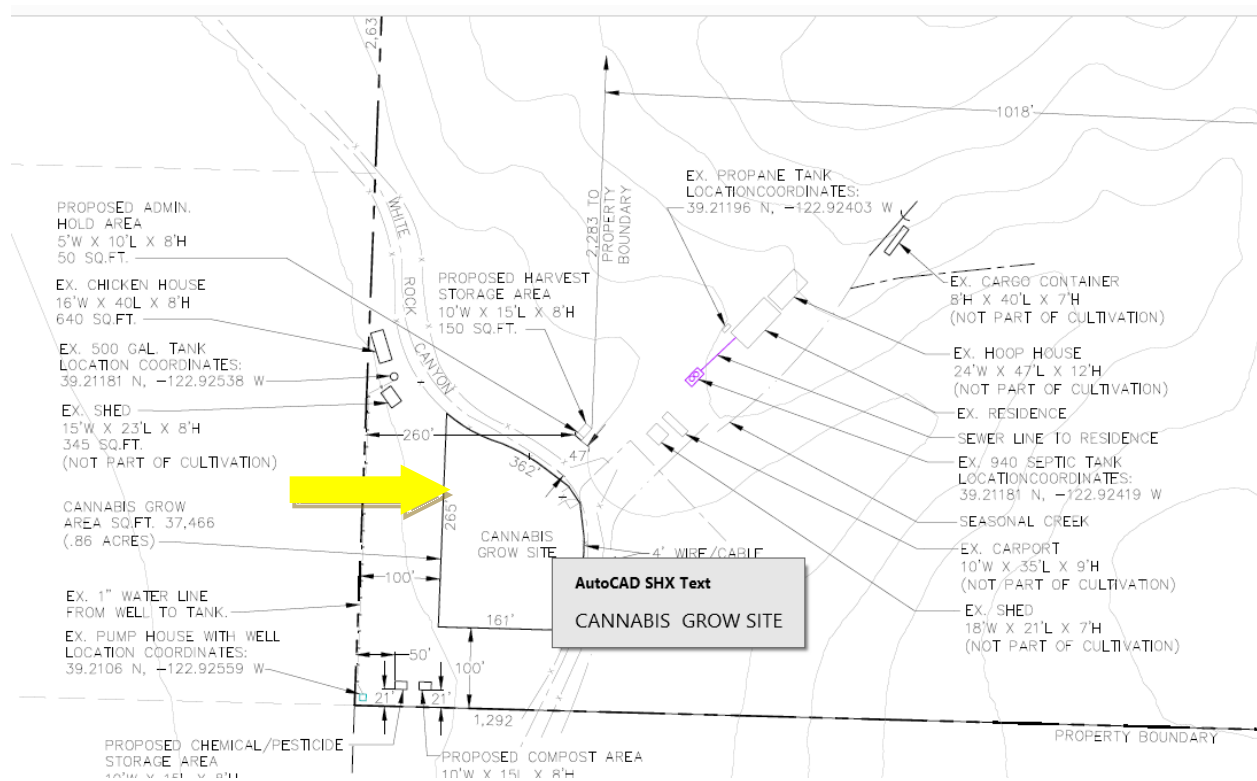 2,63
1018'
EX. PROPANE TANK
LOCATIONCOORDINATES:
39.21196 N, -122.92403 W
PROPOSED ADMIN.
HOLD AREA
5'W X 10'L X 8'H
50 SQ.FT.
WHITE ROCK CANYON
2,283 TO
PROPERTY
BOUNDARY
PROPOSED HARVEST
STORAGE AREA
10'W X 15'L X 8'H
150 SQ.FT.
EX. CHICKEN HOUSE
16'W X 40'L X 8'H
640 SQ.FT.
EX. CARGO CONTAINER
8'H X 40'L X 7'H
(NOT PART OF CULTIVATION)
EX. 500 GAL. TANK
LOCATION COORDINATES:
39.21181 N, -122.92538 W
EX. HOOP HOUSE
24'W X 47'L X 12'H
(NOT PART OF CULTIVATION)
EX. SHED
15'W X 23'L X 8'H
345 SQ.FT.
(NOT PART OF CULTIVATION)
EX. RESIDENCE
SEWER LINE TO RESIDENCE
260'
47'
362'
EX. 940 SEPTIC TANK
LOCATIONCOORDINATES:
39.21181 N, -122.92419 W
CANNABIS GROW
AREA SQ.FT. 37,466
(.86 ACRES)
265'
SEASONAL CREEK
CANNABIS
GROW SITE
4' WIRE/CABLE
EX. CARPORT
10'W X 35'L X 9'H
(NOT PART OF CULTIVATION)
AutoCAD SHX Text
CANNABIS GROW SITE
100'
EX. 1" WATER LINE
FROM WELL TO TANK.
161'
EX. SHED
18'W X 21'L X 7'H
(NOT PART OF CULTIVATION)
EX. PUMP HOUSE WITH WELL
LOCATION COORDINATES:
39.2106 N, -122.92559 W
50'
100'
21'
21'
1,292
PROPERTY BOUNDARY
PROPOSED CHEMICAL/PESTICIDE
STORAGE AREA
10'W X 15'L X 8'H
PROPOSED COMPOST AREA
10'W X 15'L X 8'H